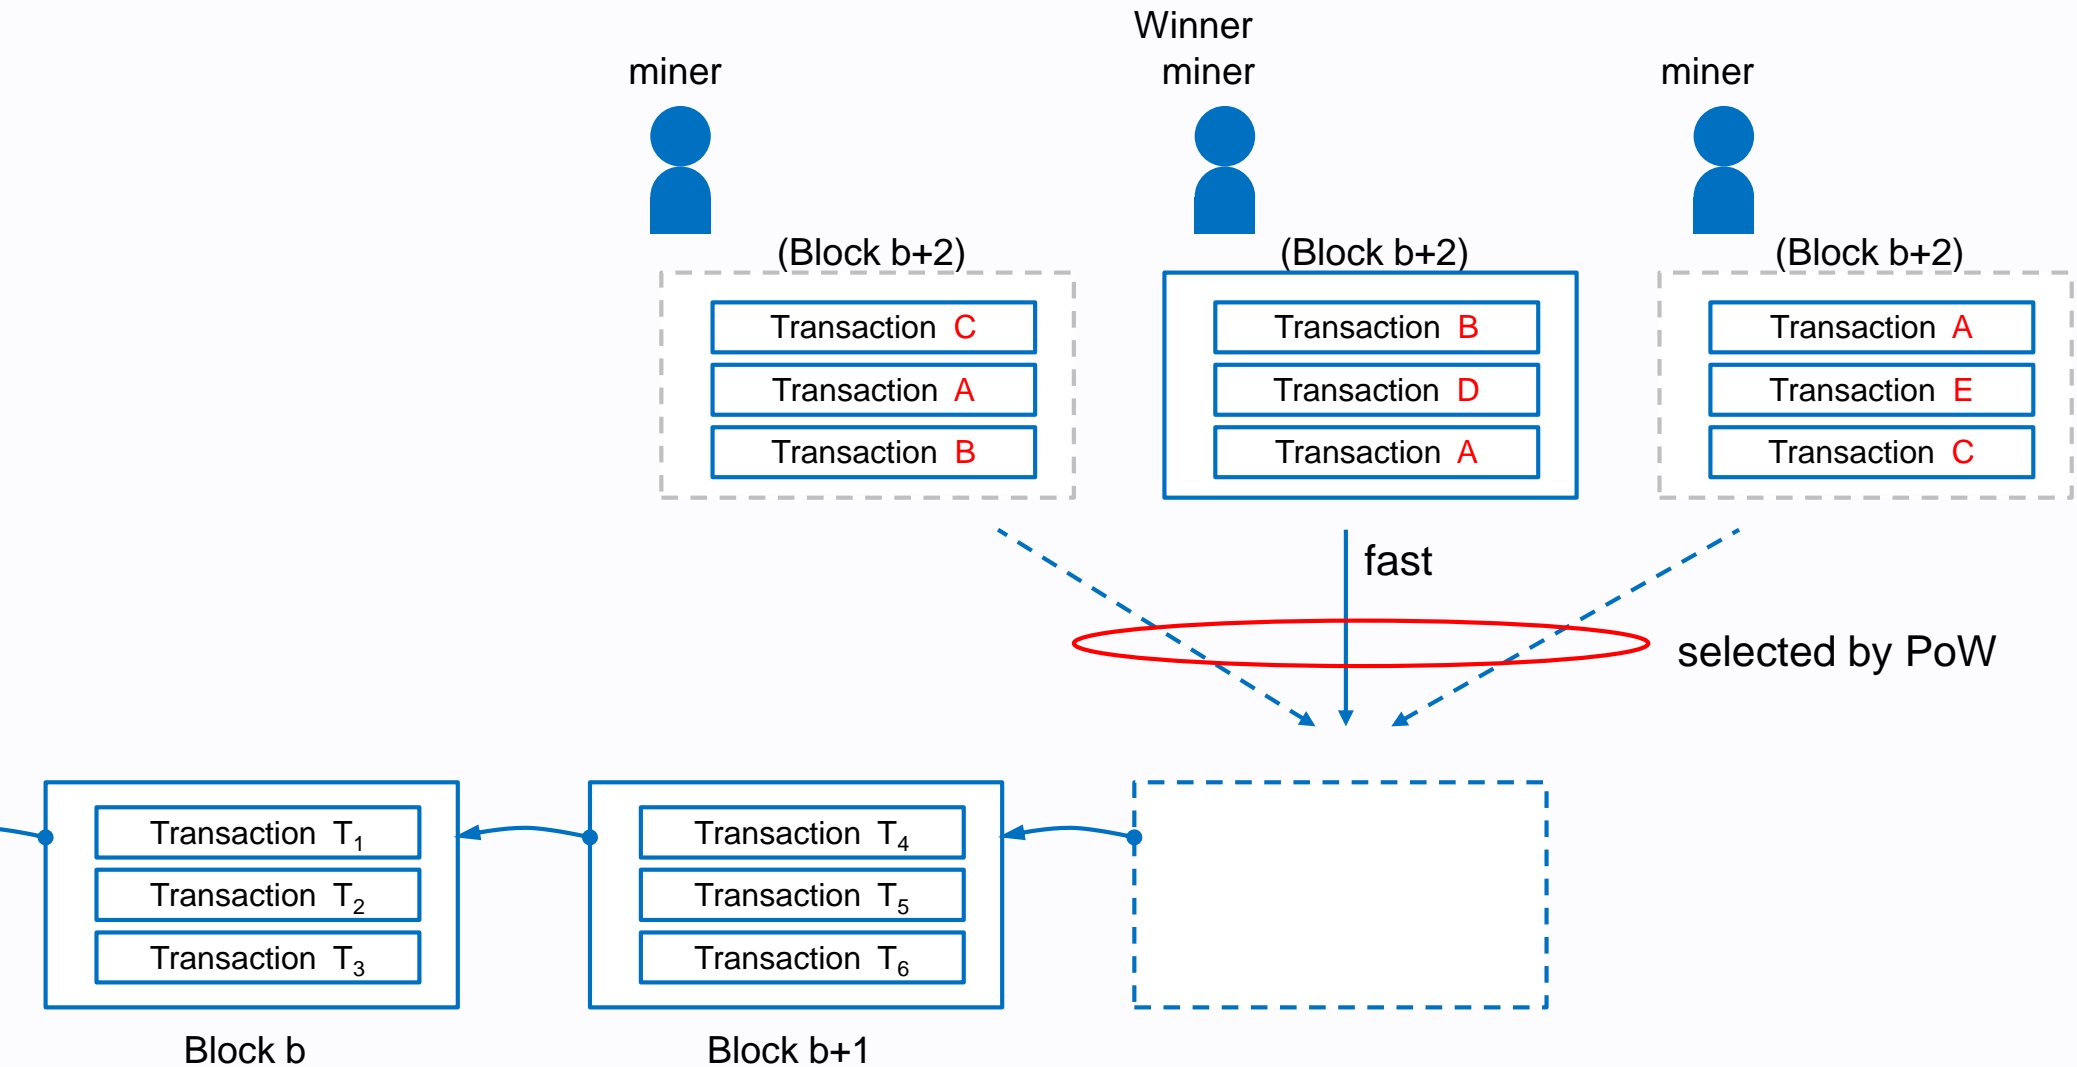 Winner
miner miner miner
(Block b+2) (Block b+2) (Block b+2)
Transaction C Transaction B Transaction A
Transaction A Transaction D Transaction E
Transaction B Transaction A Transaction C
fast
selected by PoW
Transaction T₁ Transaction T₄
Transaction T₂ Transaction T₅
Transaction T₃ Transaction T₆
Block b Block b+1